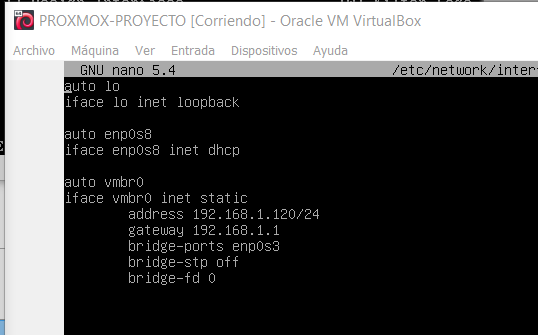 PROXMOX-PROYECTO [Corriendo] - Oracle VM VirtualBox
Archivo Máquina Ver Entrada Dispositivos Ayuda
GNU nano 5.4 /etc/network/inter
auto lo
iface lo inet loopback
auto enp0s8
iface enp0s8 inet dhcp
auto vmbr0
iface vmbr0 inet static
address 192.168.1.120/24
gateway 192.168.1.1
bridge-ports enp0s3
bridge-stp off
bridge-fd 0